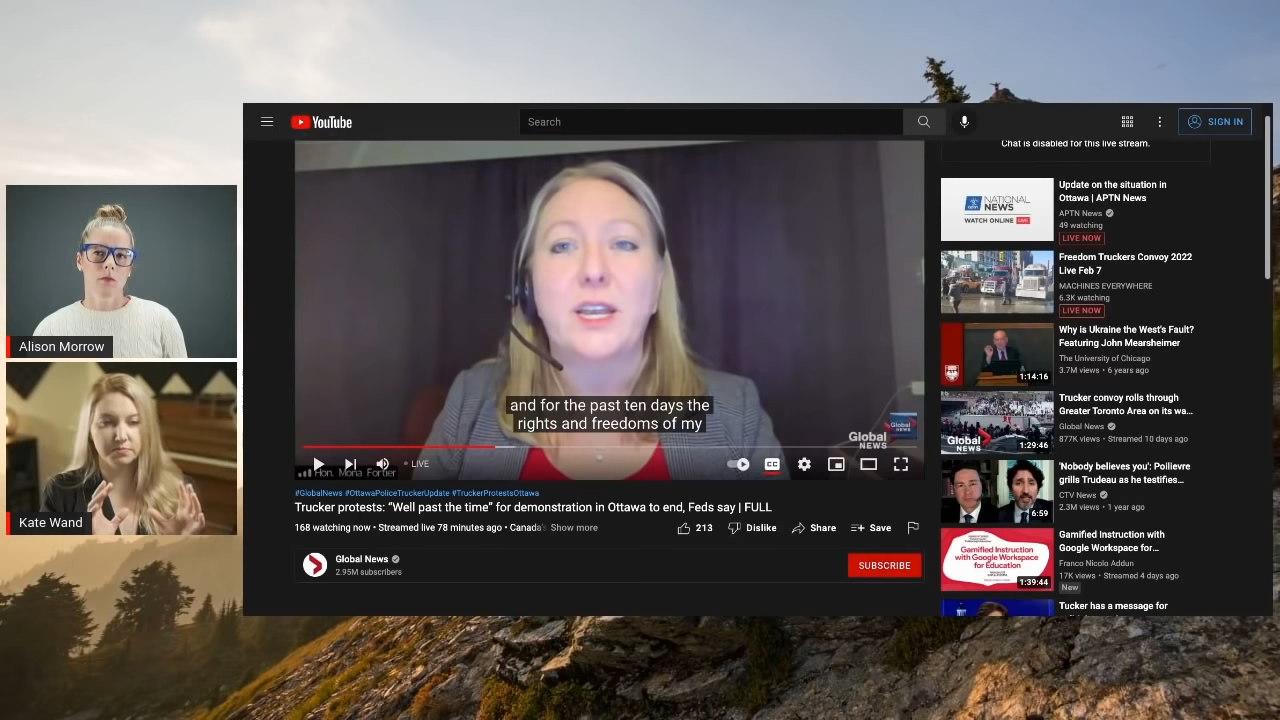 YouTube
Search
SIGN IN
Chat is disabled for this live stream.
Alison Morrow
Kate Wand
and for the past ten days the
rights and freedoms of my
Global
NEWS
LIVE
Hon. Mona Fortier
#GlobalNews #OttawaPoliceTruckerUpdate #TruckerProtestsOttawa
Trucker protests: “Well past the time” for demonstration in Ottawa to end, Feds say | FULL
168 watching now • Streamed live 78 minutes ago • Canada's Show more
213
Dislike
Share
Save
Global News
2.95M subscribers
SUBSCRIBE
NATIONAL
NEWS
WATCH ONLINE LIVE
Update on the situation in
Ottawa | APTN News
APTN News
49 watching
LIVE NOW
Freedom Truckers Convoy 2022
Live Feb 7
MACHINES EVERYWHERE
6.3K watching
LIVE NOW
1:14:16
Why is Ukraine the West's Fault?
Featuring John Mearsheimer
The University of Chicago
3.7M views • 6 years ago
Global
NEWS
1:29:46
Trucker convoy rolls through
Greater Toronto Area on its wa...
Global News
877K views • Streamed 10 days ago
6:59
'Nobody believes you': Poilievre
grills Trudeau as he testifies...
CTV News
2.3M views • 1 year ago
Gamified Instruction
with Google Workspace
for Education
1:39:44
Gamified Instruction with
Google Workspace for...
Franco Nicolo Addun
17K views • Streamed 4 days ago
New
Tucker has a message for